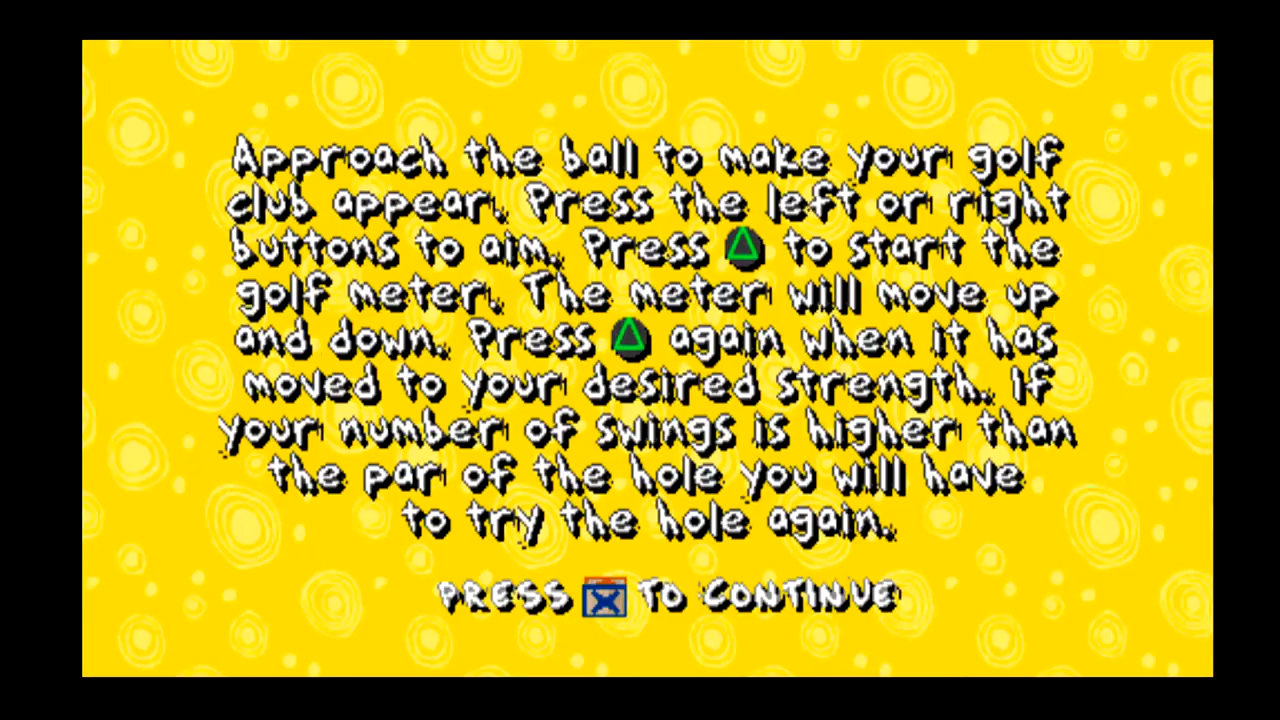 Approach the ball to make your golf
club appear. Press the left or right
buttons to aim. Press △ to start the
golf meter. The meter will move up
and down. Press △ again when it has
moved to your desired strength. If
your number of swings is higher than
the par of the hole you will have
to try the hole again.
PRESS X TO CONTINUE